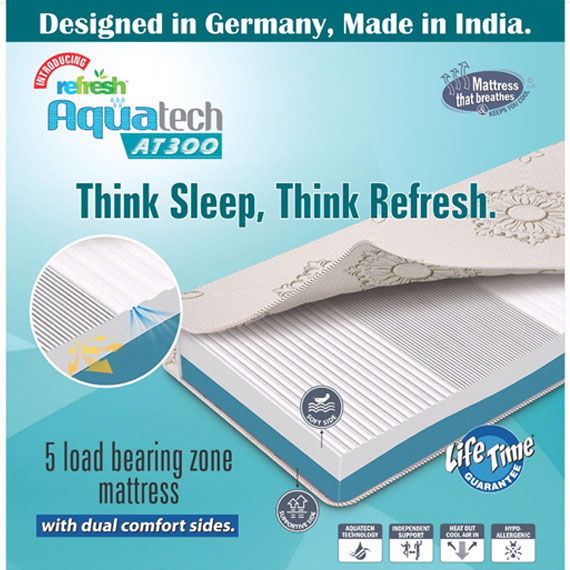 Designed in Germany, Made in India.
INTRODUCING
refresh
Aquatech
AT300
Mattress
that breathes
& KEEPS YOU COOL
Think Sleep, Think Refresh.
SOFT SIDE
5 load bearing zone
mattress
with dual comfort sides.
SUPPORTIVE SIDE
Life Time
GUARANTEE
AQUATECH
TECHNOLOGY
INDEPENDENT
SUPPORT
HEAT OUT
COOL AIR IN
HYPO-
ALLERGENIC